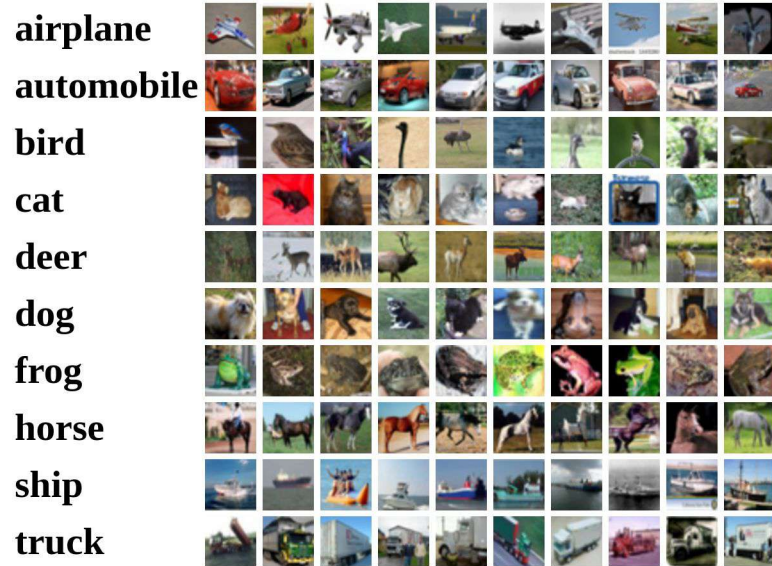 airplane
automobile
bird
cat
deer
dog
frog
horse
ship
truck